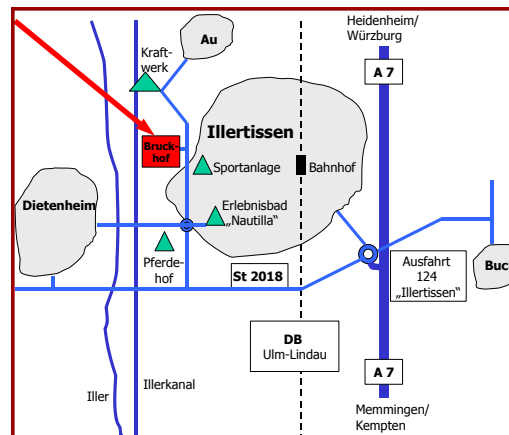 Heidenheim/
Würzburg
Au
Kraft-
werk
A 7
Illertissen
Bruck-
hof
Sportanlage
Bahnhof
Dietenheim
Erlebnisbad
„Nautilla“
Pferde-
hof
St 2018
Ausfahrt
124
„Illertissen“
Buc
DB
Ulm-Lindau
A 7
Iller
Illerkanal
Memmingen/
Kempten